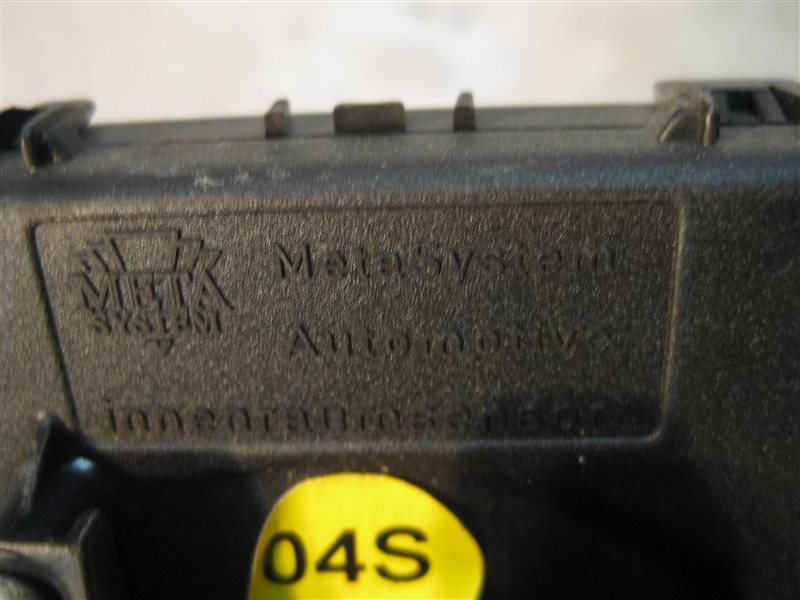 META
SYSTEM
MetaSystem
Automotive
innenraumsensor
04S